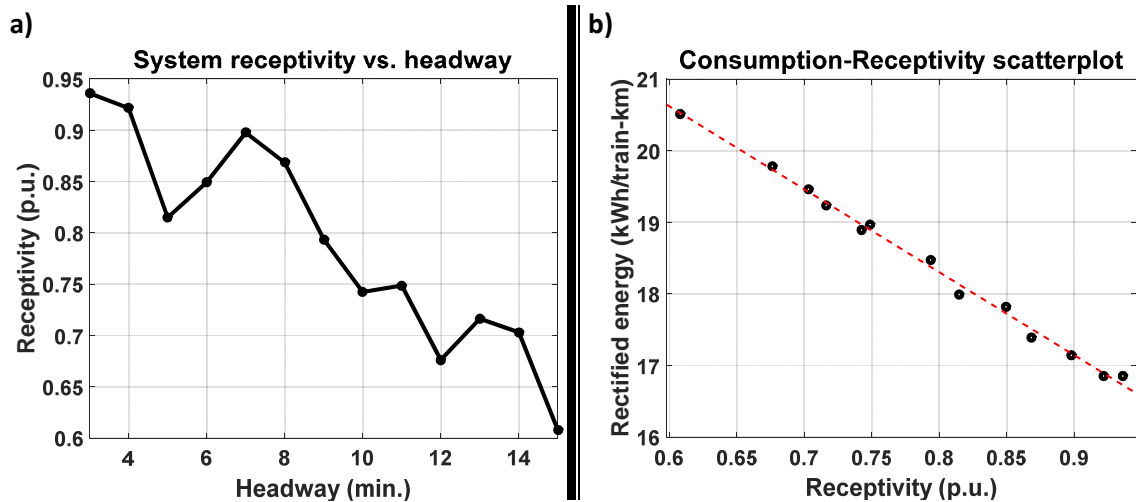 a)
System receptivity vs. headway
Receptivity (p.u.)
0.95
0.9
0.85
0.8
0.75
0.7
0.65
0.6
4 6 8 10 12 14
Headway (min.)
b)
Consumption-Receptivity scatterplot
Rectified energy (kWh/train-km)
21
20
19
18
17
16
0.6 0.65 0.7 0.75 0.8 0.85 0.9
Receptivity (p.u.)